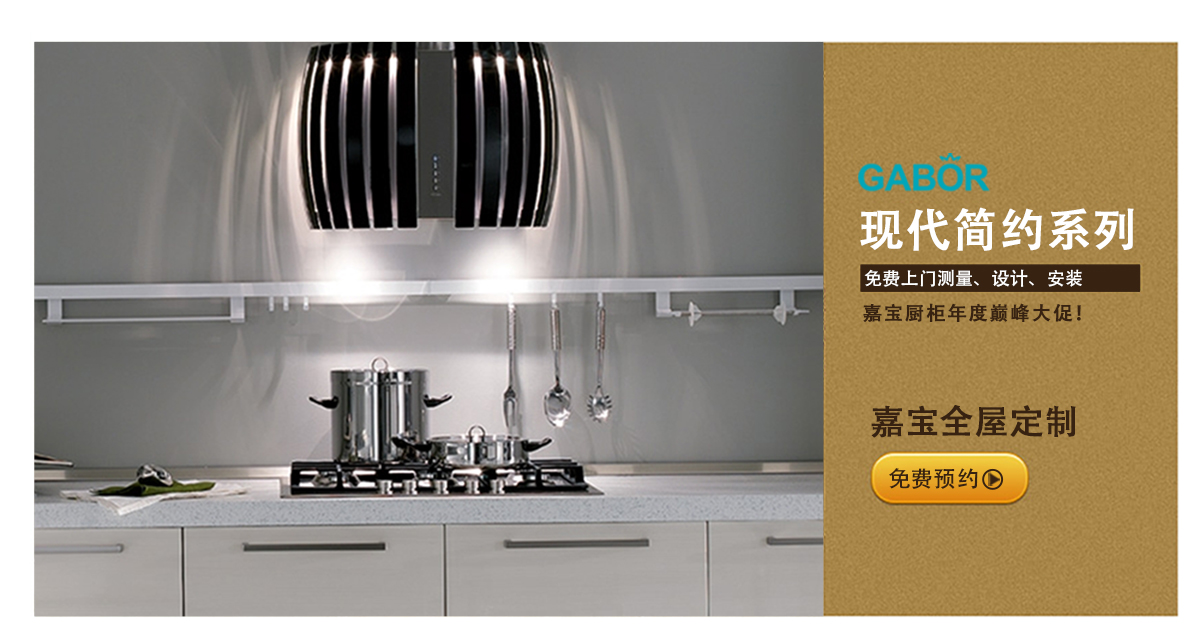 GABOR
现代简约系列
免费上门测量、设计、安装
嘉宝厨柜年度巅峰大促!
嘉宝全屋定制
免费预约